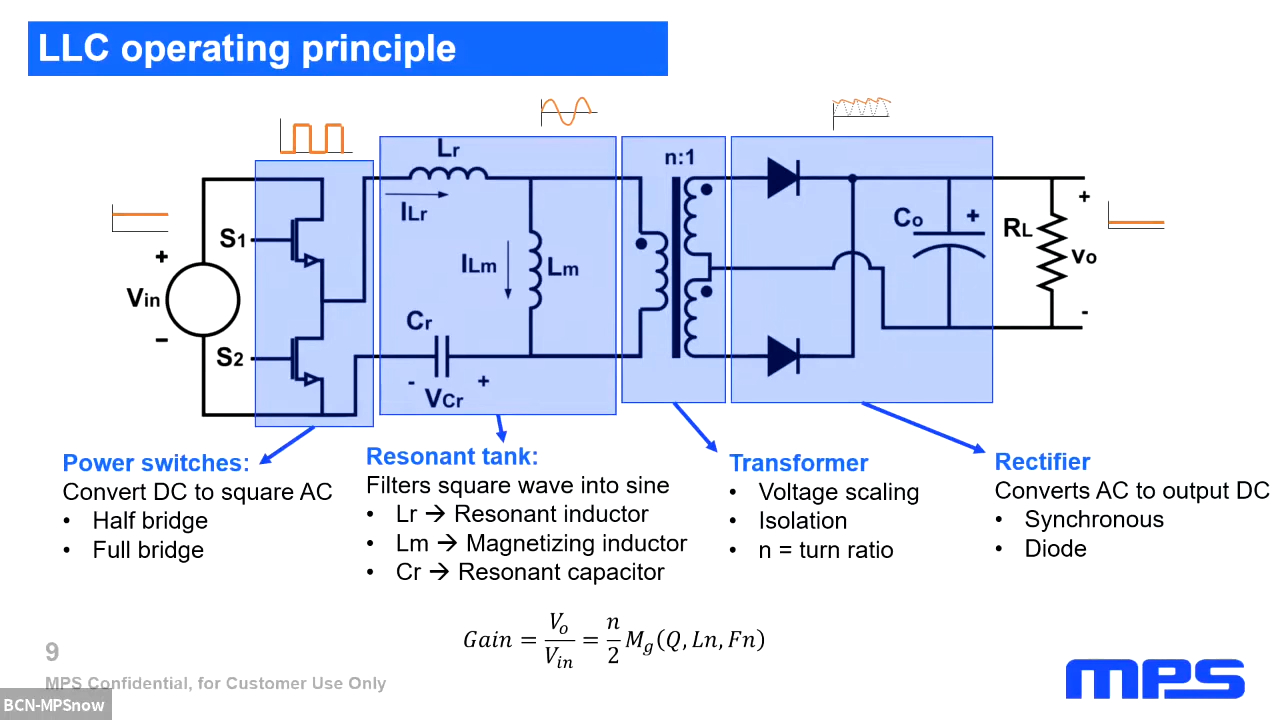 LLC operating principle
Lr
n:1
ILr
S1
Co
+
RL
+
+
Vin
ILm
Lm
vo
Cr
-
-
S2
-
+
VCr
Power switches:
Convert DC to square AC
• Half bridge
• Full bridge
Resonant tank:
Filters square wave into sine
• Lr → Resonant inductor
• Lm → Magnetizing inductor
• Cr → Resonant capacitor
Transformer
• Voltage scaling
• Isolation
• n = turn ratio
Rectifier
Converts AC to output DC
• Synchronous
• Diode
Gain = Vo/Vin = n/2 Mg(Q, Ln, Fn)
9
MPS Confidential, for Customer Use Only
BCN-MPSnow
mps